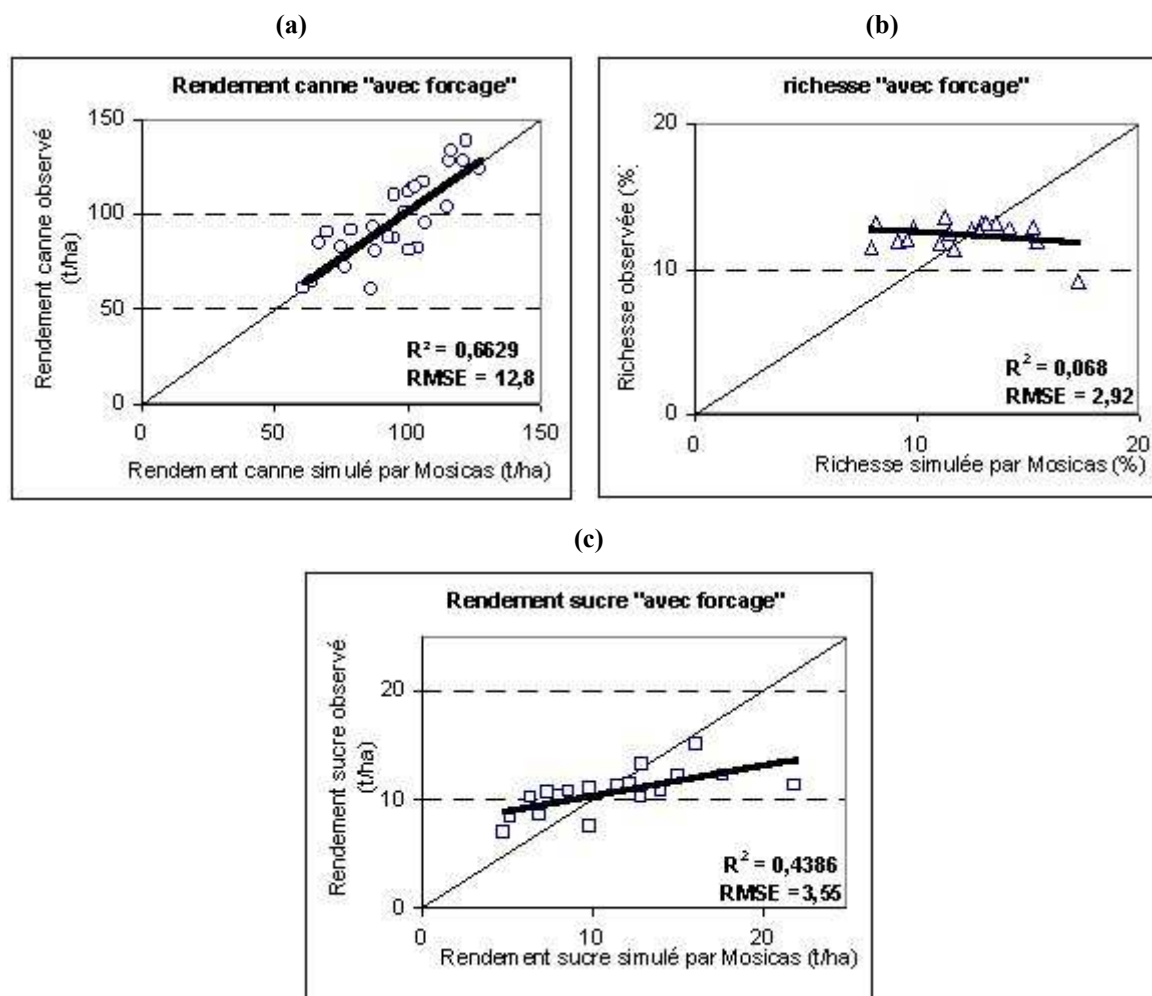 (a)
Rendement canne "avec forcage"
Rendement canne observé
(t/ha)
150
100
50
0
R² = 0,6629
RMSE = 12,8
0 50 100 150
Rendement canne simulé par Mosicas (t/ha)
(b)
richesse "avec forcage"
Richesse observée (%)
20
10
0
R² = 0,068
RMSE = 2,92
0 10 20
Richesse simulée par Mosicas (%)
(c)
Rendement sucre "avec forcage"
Rendement sucre observé
(t/ha)
20
10
0
R² = 0,4386
RMSE =3,55
0 10 20
Rendement sucre simulé par Mosicas (t/ha)